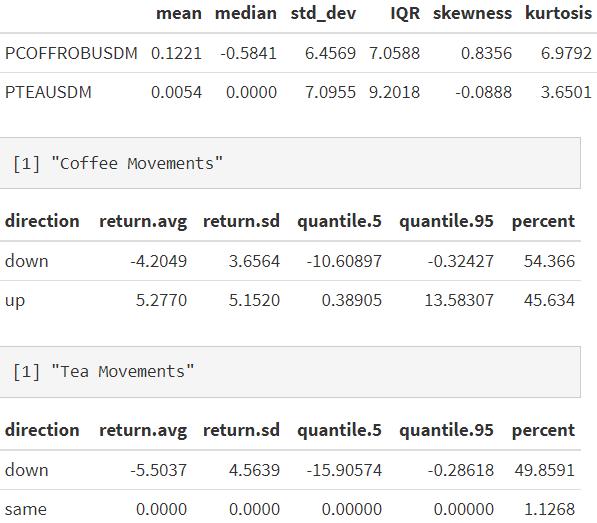 mean median std_dev IQR skewness kurtosis
PCOFFROBUSDM 0.1221 -0.5841 6.4569 7.0588 0.8356 6.9792
PTEAUSDM 0.0054 0.0000 7.0955 9.2018 -0.0888 3.6501
[1] "Coffee Movements"
direction return.avg return.sd quantile.5 quantile.95 percent
down -4.2049 3.6564 -10.60897 -0.32427 54.366
up 5.2770 5.1520 0.38905 13.58307 45.634
[1] "Tea Movements"
direction return.avg return.sd quantile.5 quantile.95 percent
down -5.5037 4.5639 -15.90574 -0.28618 49.8591
same 0.0000 0.0000 0.00000 0.00000 1.1268